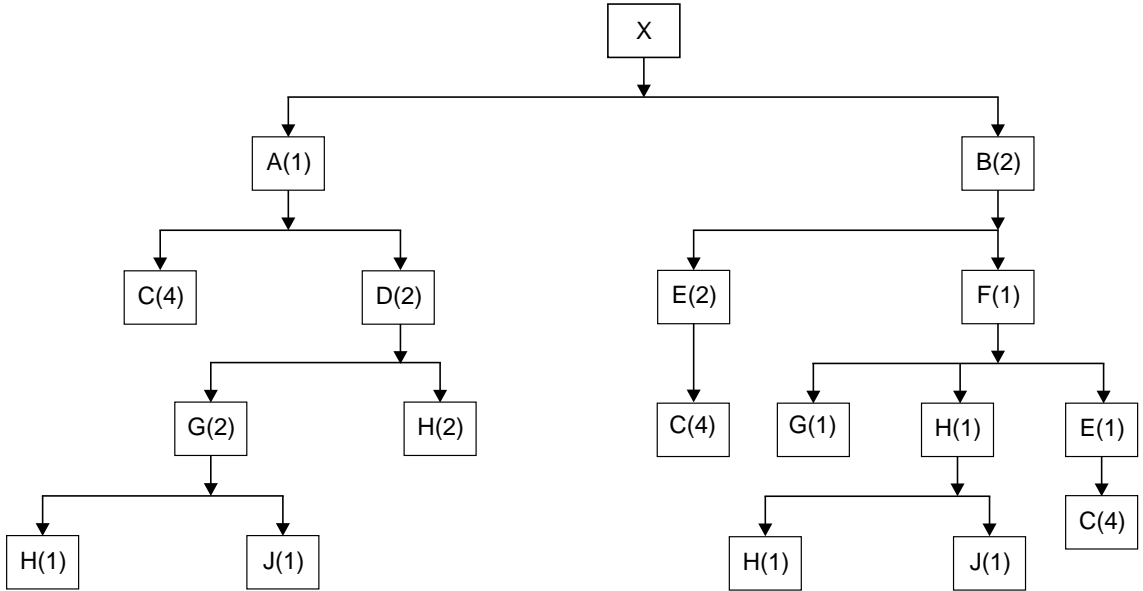 X
A(1)
B(2)
C(4)
D(2)
E(2)
F(1)
G(2)
H(2)
C(4)
G(1)
H(1)
E(1)
C(4)
H(1)
J(1)
H(1)
J(1)